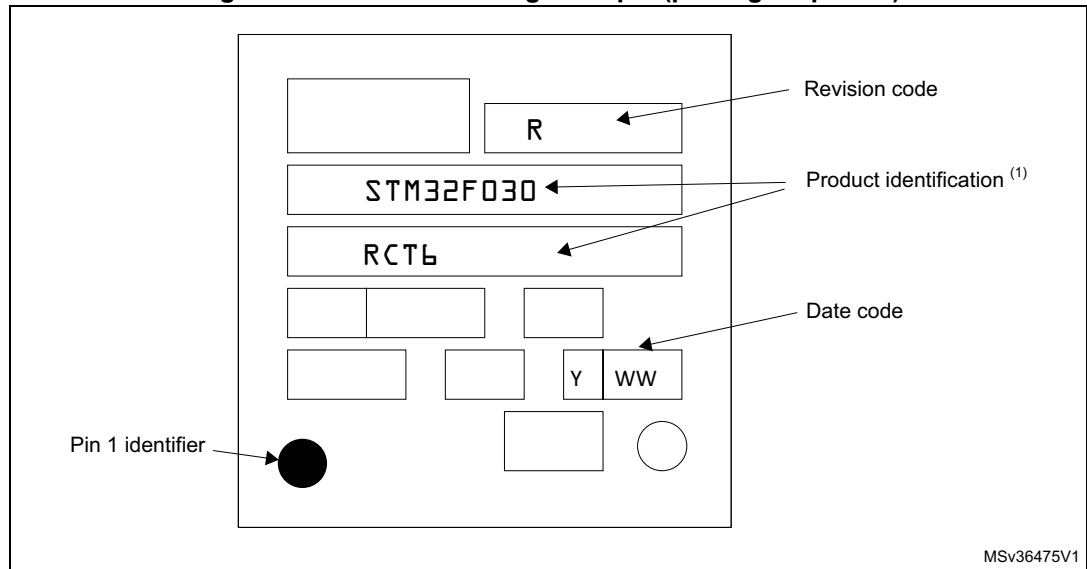 Revision code
R
STM32F030
Product identification (1)
RCT6
Date code
Y WW
Pin 1 identifier
MSv36475V1